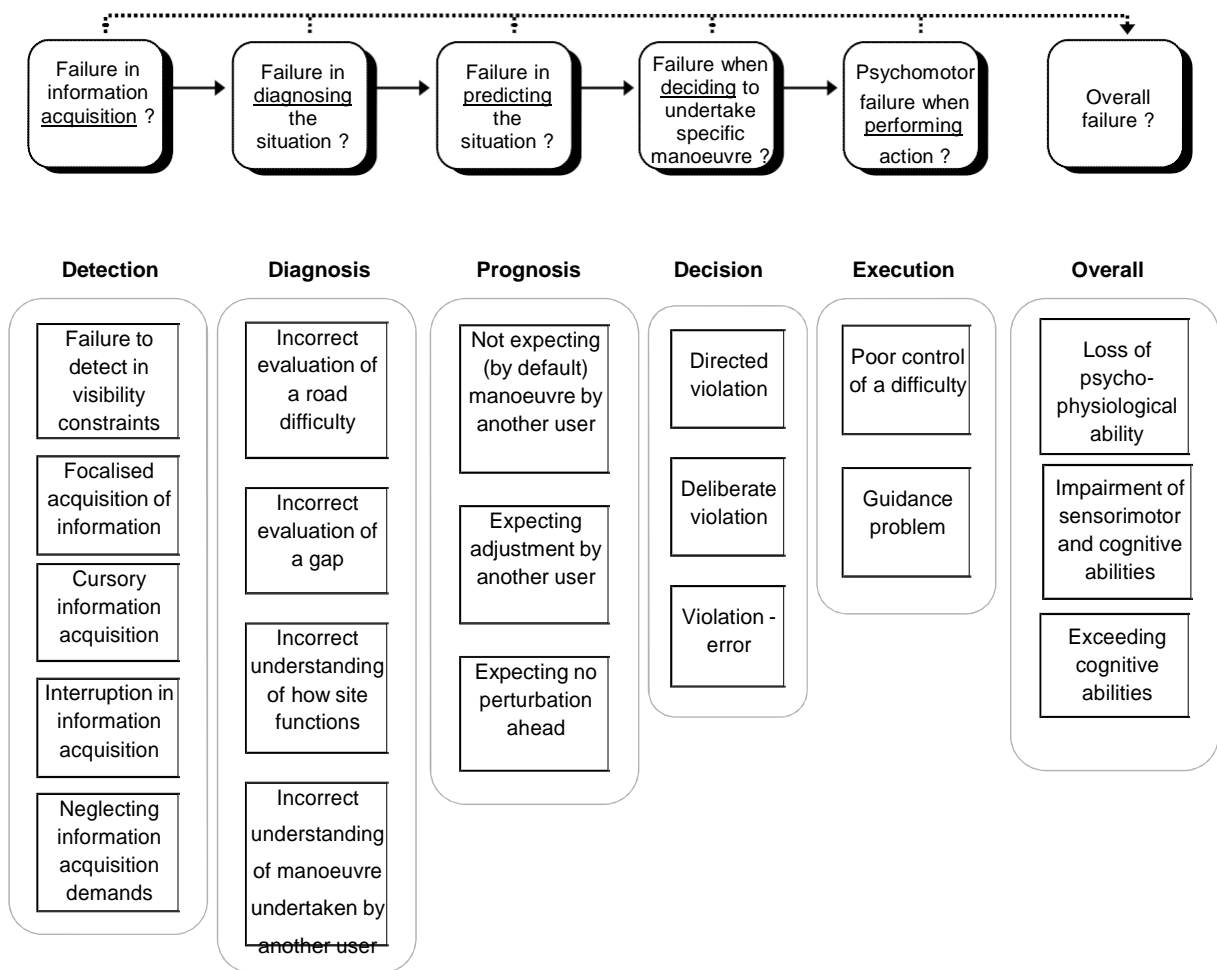 Failure in
information
acquisition ?
Failure in
diagnosing
the
situation ?
Failure in
predicting
the
situation ?
Failure when
deciding to
undertake
specific
manoeuvre ?
Psychomotor
failure when
performing
action ?
Overall
failure ?
Detection
Failure to
detect in
visibility
constraints
Focalised
acquisition of
information
Cursory
information
acquisition
Interruption in
information
acquisition
Neglecting
information
acquisition
demands
Diagnosis
Incorrect
evaluation of
a road
difficulty
Incorrect
evaluation of
a gap
Incorrect
understanding
of how site
functions
Incorrect
understanding
of manoeuvre
undertaken by
another user
Prognosis
Not expecting
(by default)
manoeuvre by
another user
Expecting
adjustment by
another user
Expecting no
perturbation
ahead
Decision
Directed
violation
Deliberate
violation
Violation -
error
Execution
Poor control
of a difficulty
Guidance
problem
Overall
Loss of
psycho-
physiological
ability
Impairment of
sensorimotor
and cognitive
abilities
Exceeding
cognitive
abilities